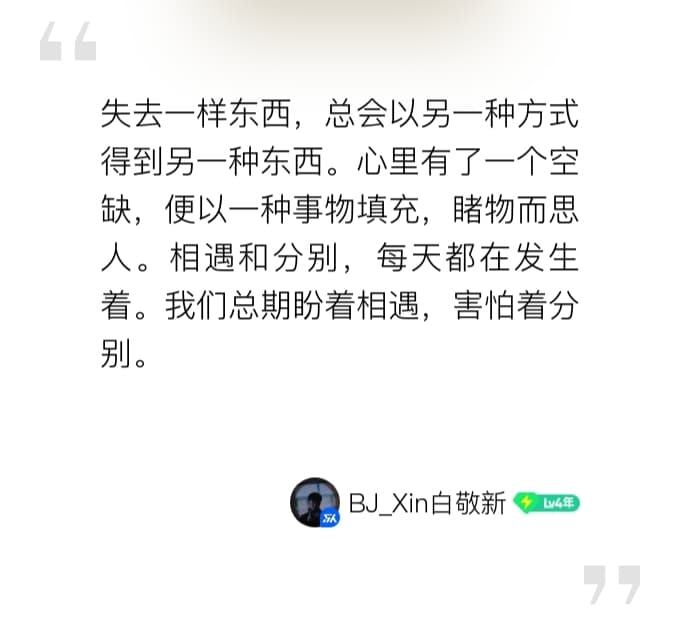 失去一样东西，总会以另一种方式
得到另一种东西。心里有了一个空
缺，便以一种事物填充，睹物而思
人。相遇和分别，每天都在发生
着。我们总期盼着相遇，害怕着分
别。
BJ_Xin白敬新 Lv4年